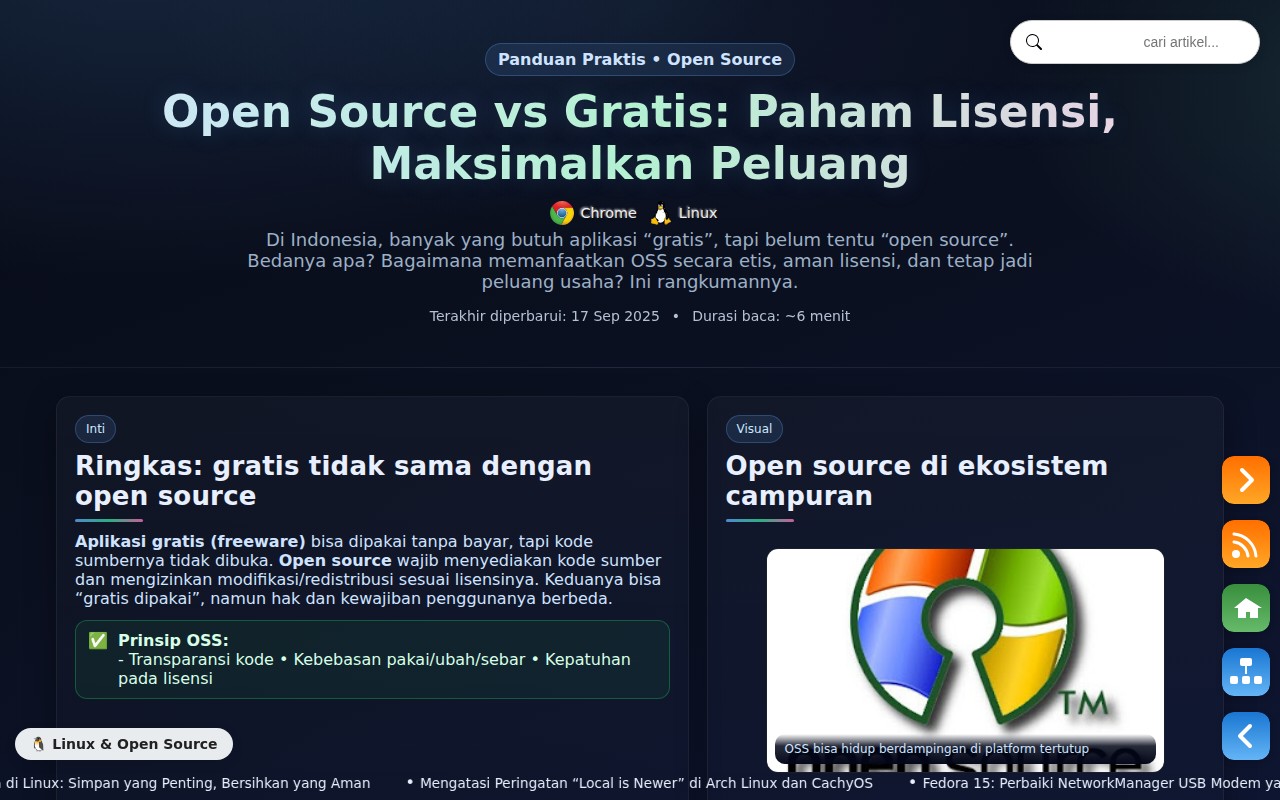 cari artikel...
Panduan Praktis • Open Source
Open Source vs Gratis: Paham Lisensi,
Maksimalkan Peluang
Chrome Linux
Di Indonesia, banyak yang butuh aplikasi “gratis”, tapi belum tentu “open source”.
Bedanya apa? Bagaimana memanfaatkan OSS secara etis, aman lisensi, dan tetap jadi
peluang usaha? Ini rangkumannya.
Terakhir diperbarui: 17 Sep 2025 • Durasi baca: ~6 menit
Inti
Ringkas: gratis tidak sama dengan
open source
Aplikasi gratis (freeware) bisa dipakai tanpa bayar, tapi kode
sumbernya tidak dibuka. Open source wajib menyediakan kode sumber
dan mengizinkan modifikasi/redistribusi sesuai lisensinya. Keduanya bisa
“gratis dipakai”, namun hak dan kewajiban penggunanya berbeda.
✅ Prinsip OSS:
- Transparansi kode • Kebebasan pakai/ubah/sebar • Kepatuhan
pada lisensi
Visual
Open source di ekosistem
campuran
TM
OSS bisa hidup berdampingan di platform tertutup
open source
🐧 Linux & Open Source
di Linux: Simpan yang Penting, Bersihkan yang Aman • Mengatasi Peringatan “Local is Newer” di Arch Linux dan CachyOS • Fedora 15: Perbaiki NetworkManager USB Modem